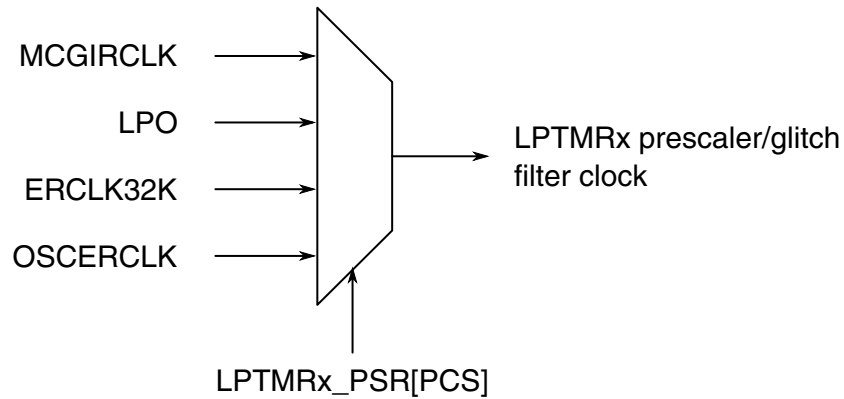 MCGIRCLK
LPO
ERCLK32K
OSCERCLK
LPTMRx prescaler/glitch
filter clock
LPTMRx_PSR[PCS]